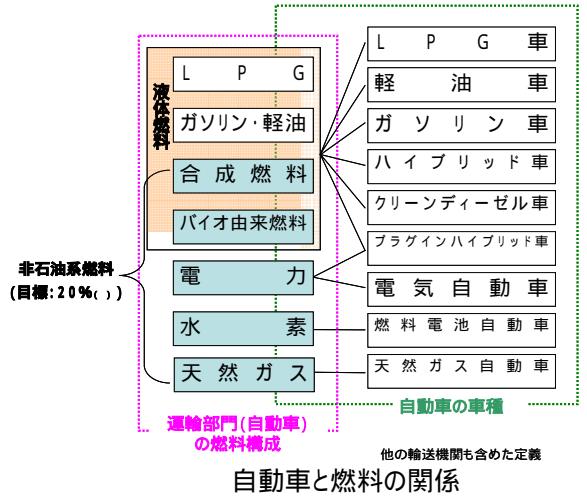 液体燃料
LPG
ガソリン・軽油
合成燃料
バイオ由来燃料
電力
水素
天然ガス
非石油系燃料
(目標:20%( ))
運輸部門(自動車)
の燃料構成
LPG車
軽油車
ガソリン車
ハイブリッド車
クリーンディーゼル車
プラグインハイブリッド車
電気自動車
燃料電池自動車
天然ガス自動車
自動車の車種
他の輸送機関も含めた定義
自動車と燃料の関係